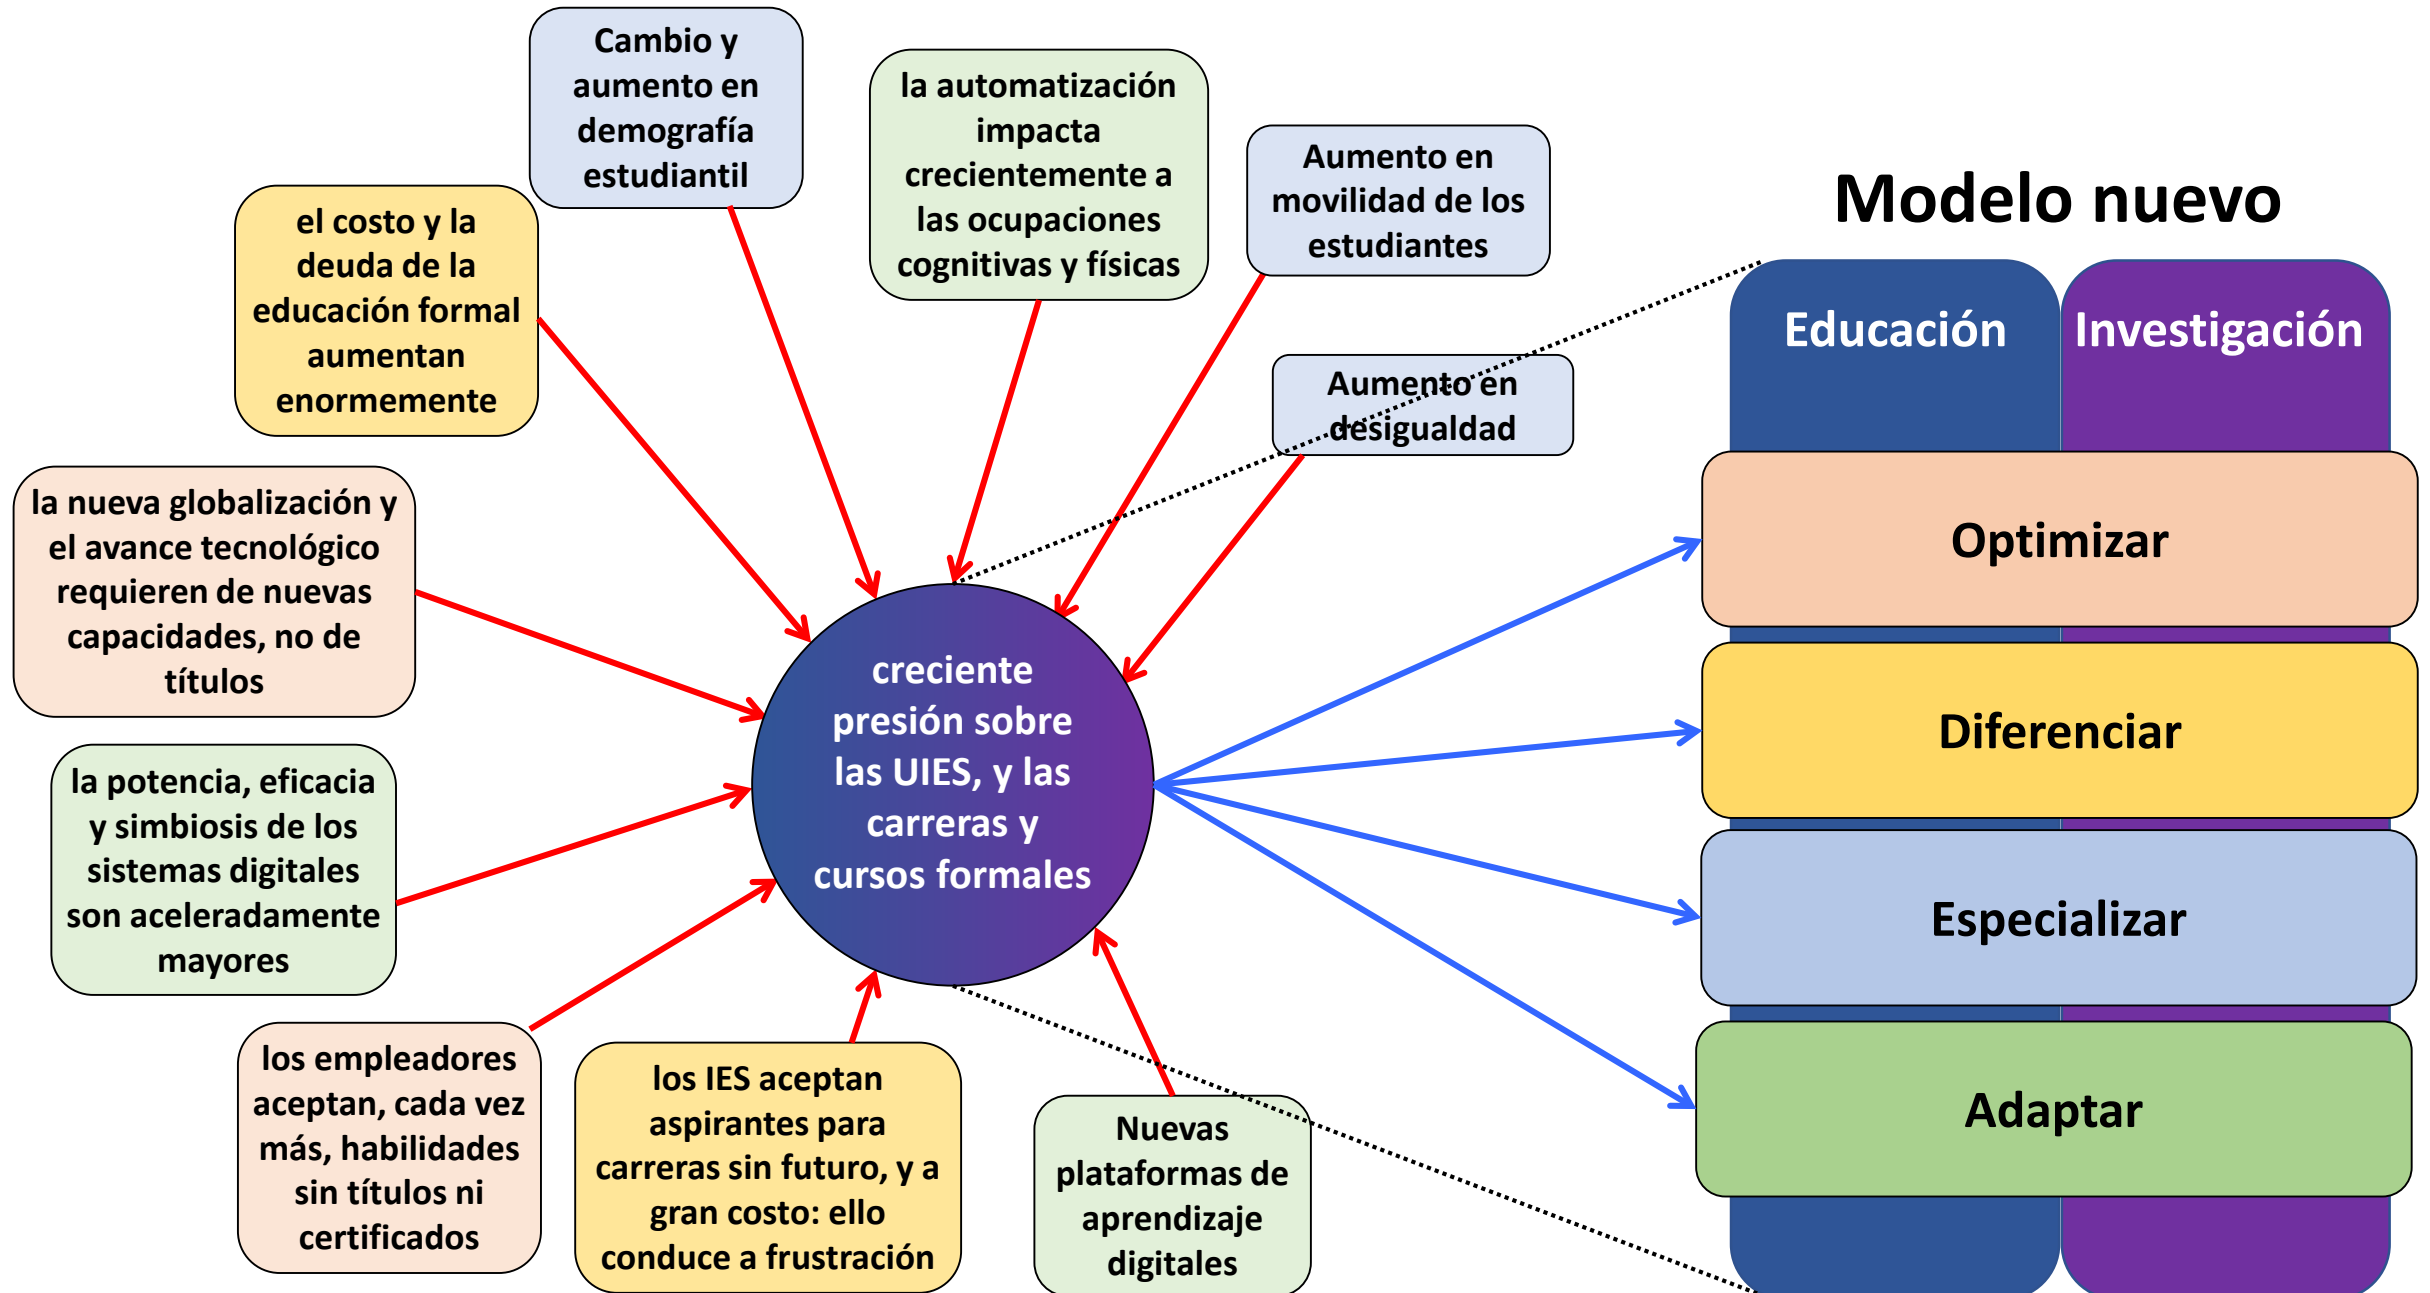 Cambio y
aumento en
demografía
estudiantil
la automatización
impacta
crecientemente a
las ocupaciones
cognitivas y físicas
Aumento en
movilidad de los
estudiantes
Aumento en
desigualdad
el costo y la
deuda de la
educación formal
aumentan
enormemente
la nueva globalización y
el avance tecnológico
requieren de nuevas
capacidades, no de
títulos
la potencia, eficacia
y simbiosis de los
sistemas digitales
son aceleradamente
mayores
los empleadores
aceptan, cada vez
más, habilidades
sin títulos ni
certificados
los IES aceptan
aspirantes para
carreras sin futuro, y a
gran costo: ello
conduce a frustración
Nuevas
plataformas de
aprendizaje
digitales
creciente
presión sobre
las UIES, y las
carreras y
cursos formales
Modelo nuevo
Educación
Investigación
Optimizar
Diferenciar
Especializar
Adaptar